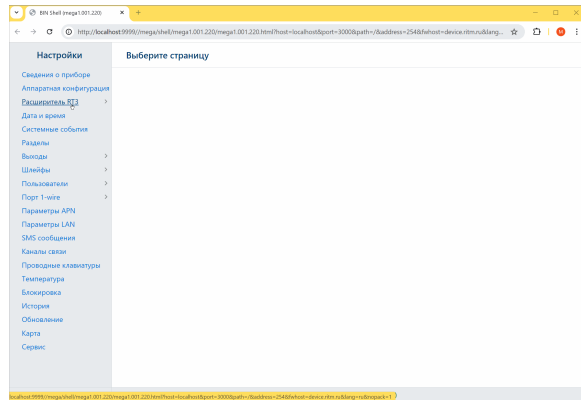 BIN Shell (mega1.001.220)
http://localhost:9999//mega/shell/mega1.001.220/mega1.001.220.html?host=localhost&port=3000&path=/&address=254&fwhost=device.ritm.ru&lang...
Настройки
Выберите страницу
Сведения о приборе
Аппаратная конфигурация
Расширитель RT3
Дата и время
Системные события
Разделы
Выходы
Шлейфы
Пользователи
Порт 1-wire
Параметры APN
Параметры LAN
SMS сообщения
Каналы связи
Проводные клавиатуры
Температура
Блокировка
История
Обновление
Карта
Сервис
localhost:9999//mega/shell/mega1.001.220/mega1.001.220.html?host=localhost&port=3000&path=/&address=254&fwhost=device.ritm.ru&lang=ru&nopack=1